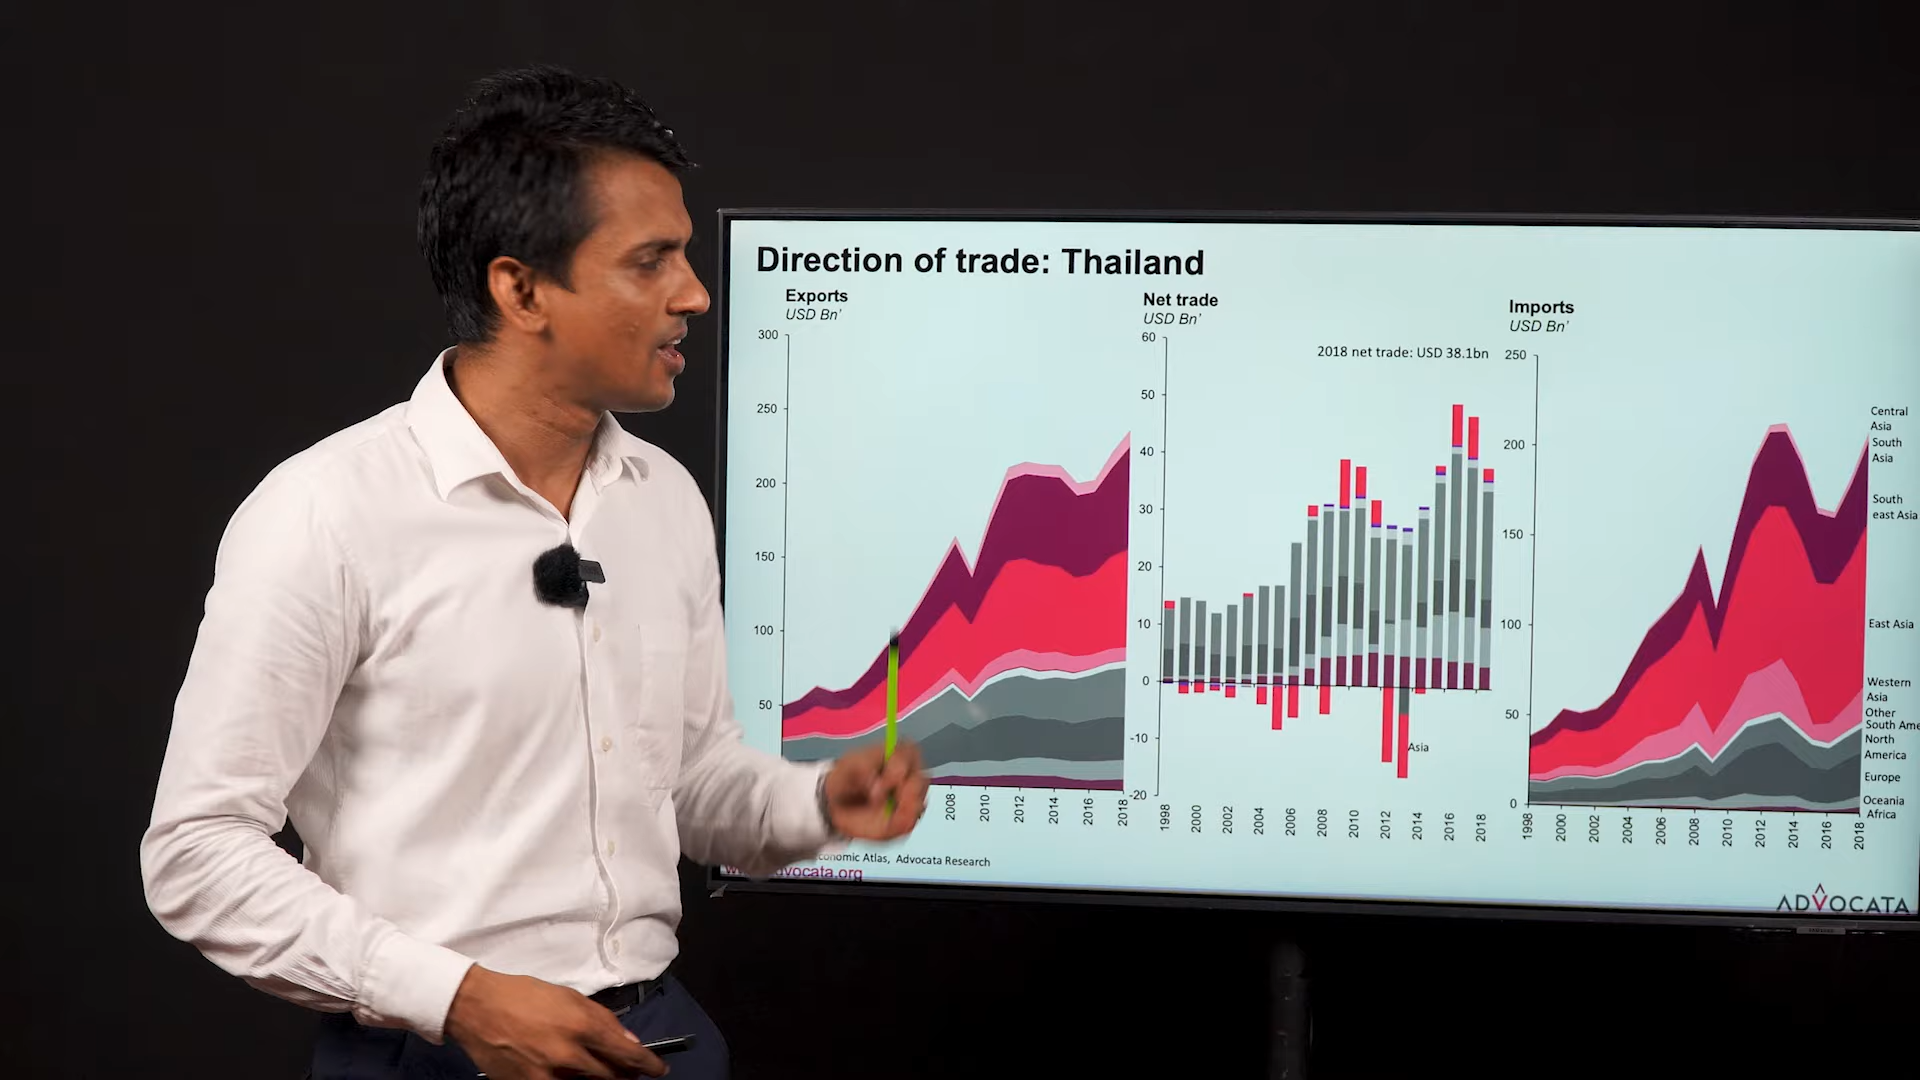 Direction of trade: Thailand
Exports
USD Bn'
300
250
200
150
100
50
2008
2010
2012
2014
2016
2018
Net trade
USD Bn'
2018 net trade: USD 38.1bn
60
50
40
30
20
10
0
-10
-20
Asia
1998
2000
2002
2004
2006
2008
2010
2012
2014
2016
2018
Imports
USD Bn'
250
200
150
100
50
0
1998
2000
2002
2004
2006
2008
2010
2012
2014
2016
2018
Central
Asia
South
Asia
South
east Asia
East Asia
Western
Asia
Other
South Ame
North
America
Europe
Oceania
Africa
Economic Atlas, Advocata Research
www.advocata.org
ADVOCATA